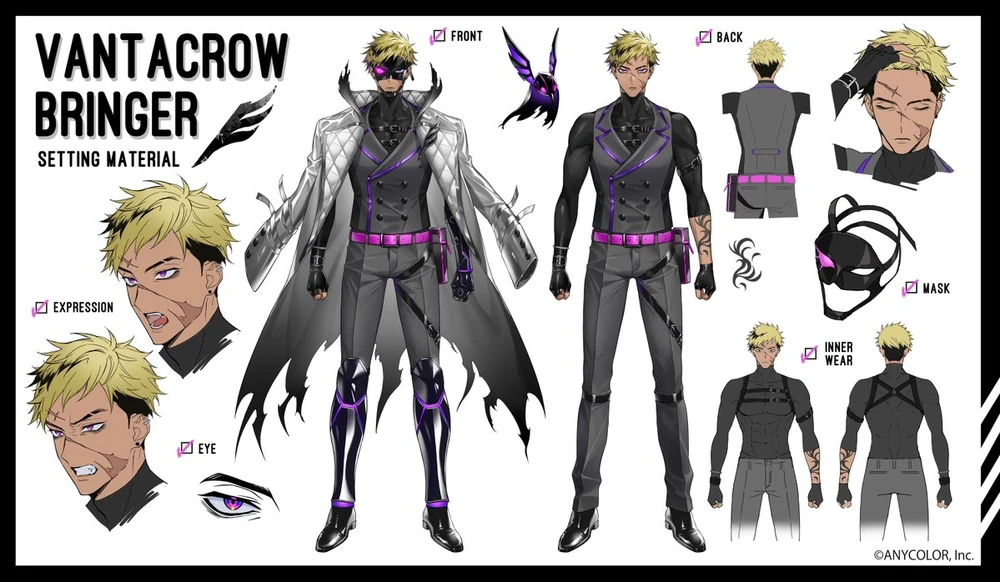 VANTACROW
BRINGER
SETTING MATERIAL
FRONT
BACK
EXPRESSION
MASK
INNER
WEAR
EYE
©ANYCOLOR, Inc.